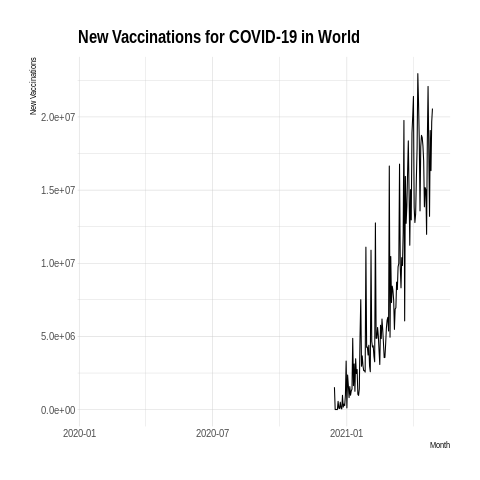 New Vaccinations for COVID-19 in World
New Vaccinations
2.0e+07
1.5e+07
1.0e+07
5.0e+06
0.0e+00
2020-01 2020-07 2021-01
Month